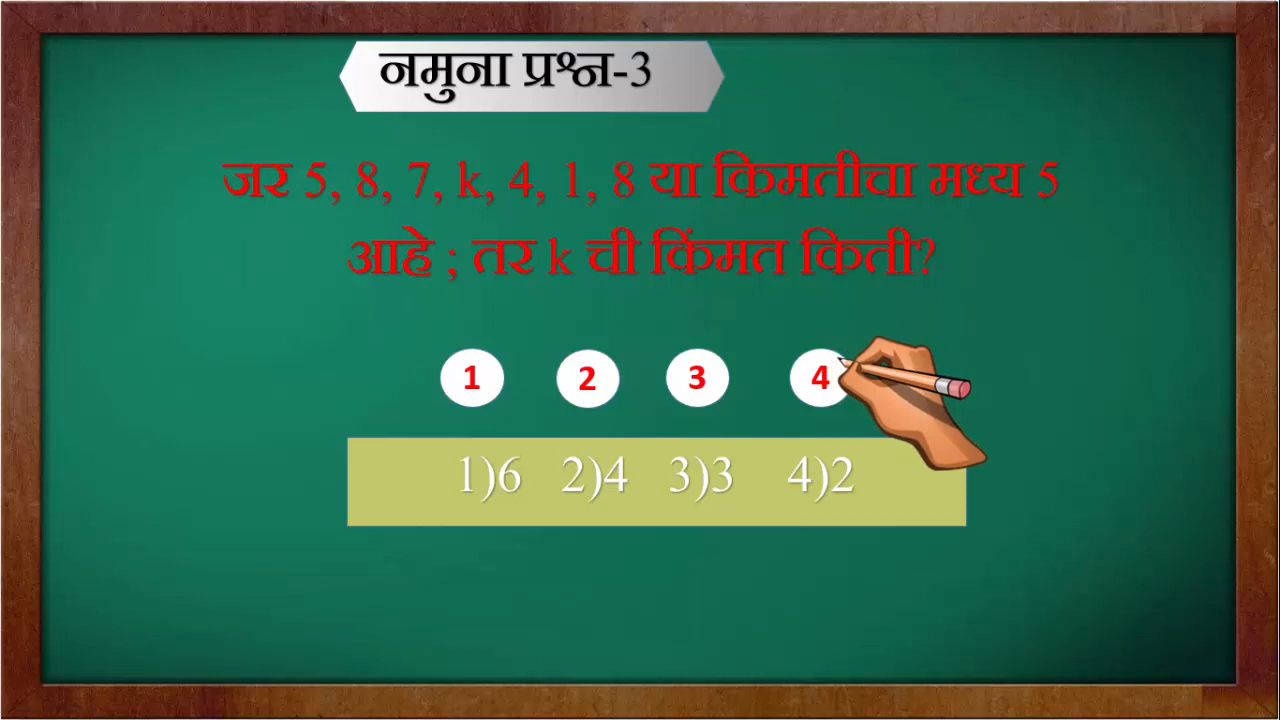 नमुना प्रश्न-3
जर 5, 8, 7, k, 4, 1, 8 या किमतीचा मध्य 5
आहे ; तर k ची किंमत किती?
1 2 3 4
1)6 2)4 3)3 4)2